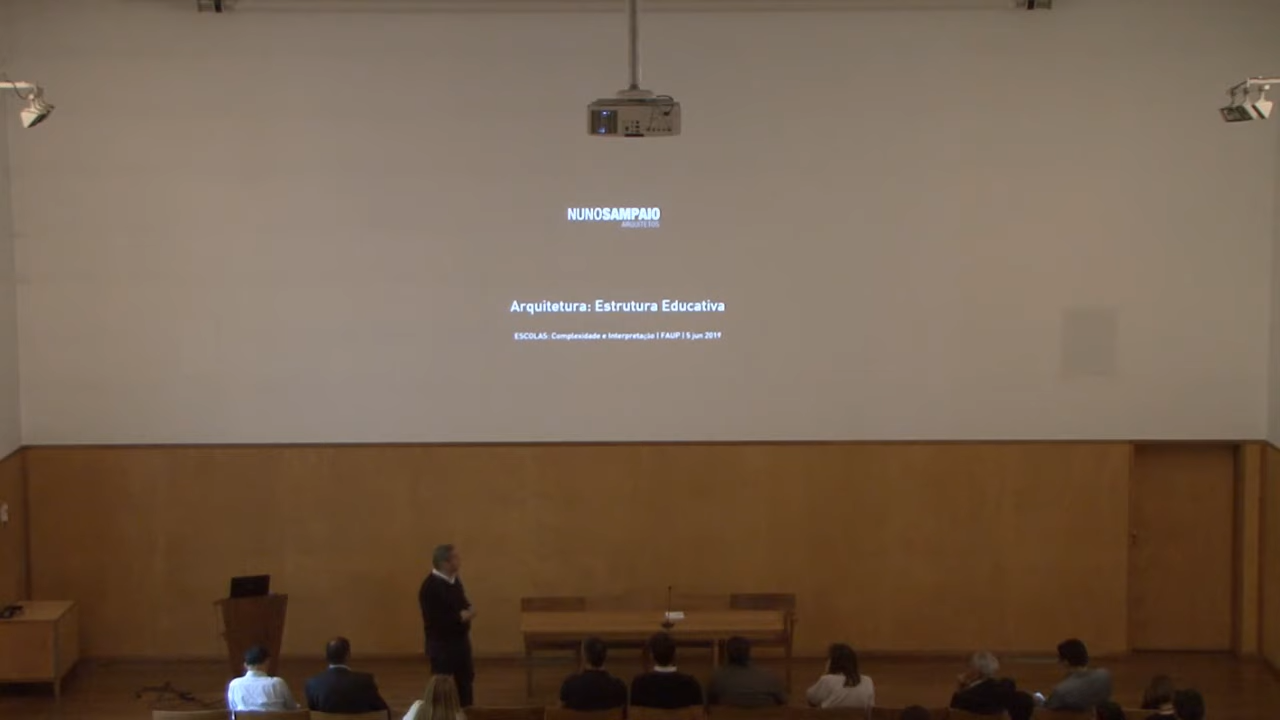 NUNOSAMPAIO
ARQUITETOS
Arquitetura: Estrutura Educativa
ESCOLAS: Complexidade e Interpretação | FAUP | 5 jun 2019